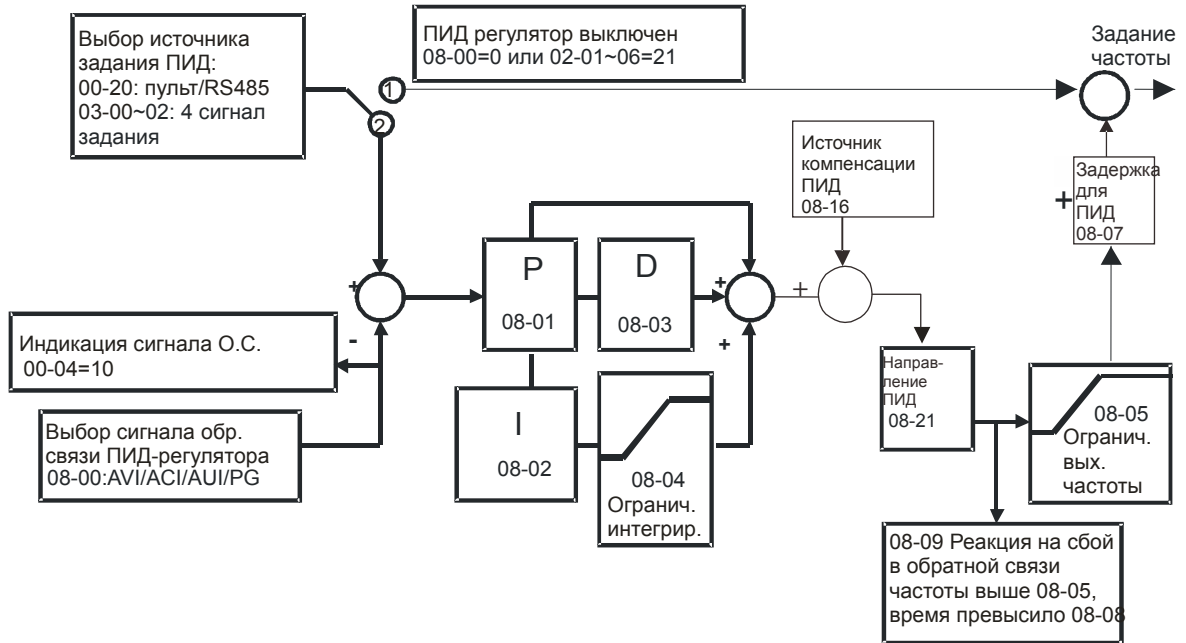 Выбор источника
задания ПИД:
00-20: пульт/RS485
03-00~02: 4 сигнал
задания
ПИД регулятор выключен
08-00=0 или 02-01~06=21
Задание
частоты
1
2
Источник
компенсации
ПИД
08-16
Задержка
для
ПИД
08-07
+
P
08-01
D
08-03
+
+
+
+
-
Индикация сигнала О.С.
00-04=10
Выбор сигнала обр.
связи ПИД-регулятора
08-00:AVI/ACI/AUI/PG
I
08-02
08-04
Огранич.
интегрир.
Направ-
ление
ПИД
08-21
08-05
Огранич.
вых.
частоты
08-09 Реакция на сбой
в обратной связи
частоты выше 08-05,
время превысило 08-08